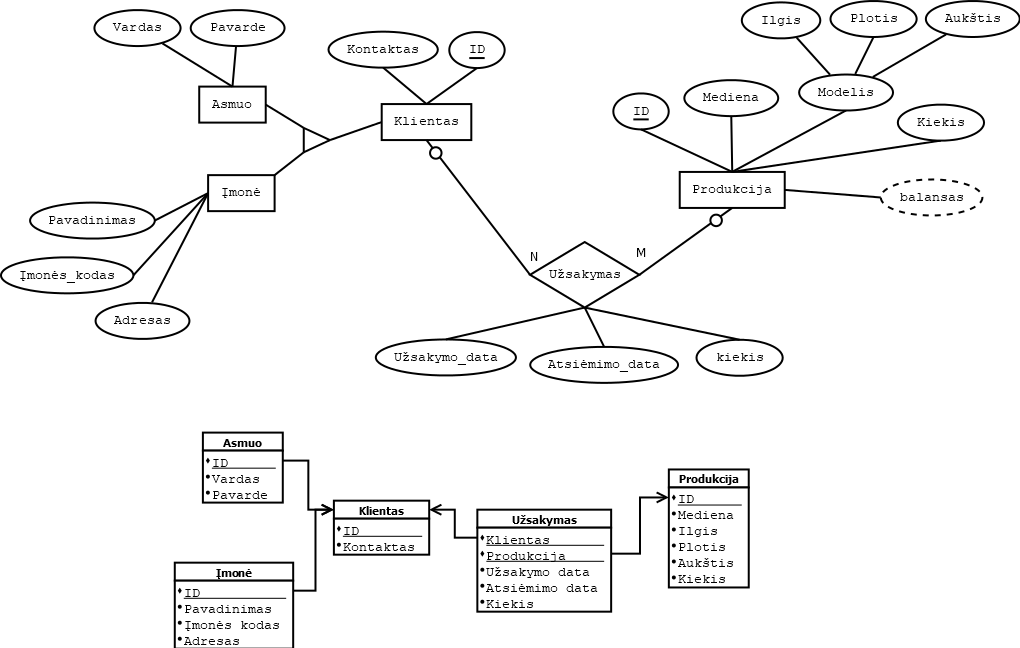 Vardas
Pavarde
Kontaktas
ID
Ilgis
Plotis
Aukštis
Asmuo
Klientas
ID
Mediena
Modelis
Kiekis
Įmonė
Produkcija
balansas
Pavadinimas
Įmonės_kodas
Adresas
N
M
Užsakymas
Užsakymo_data
Atsiėmimo_data
kiekis
Asmuo
ID
Vardas
Pavarde
Klientas
ID
Kontaktas
Įmonė
ID
Pavadinimas
Įmonės kodas
Adresas
Užsakymas
Klientas
Produkcija
Užsakymo data
Atsiėmimo data
Kiekis
Produkcija
ID
Mediena
Ilgis
Plotis
Aukštis
Kiekis